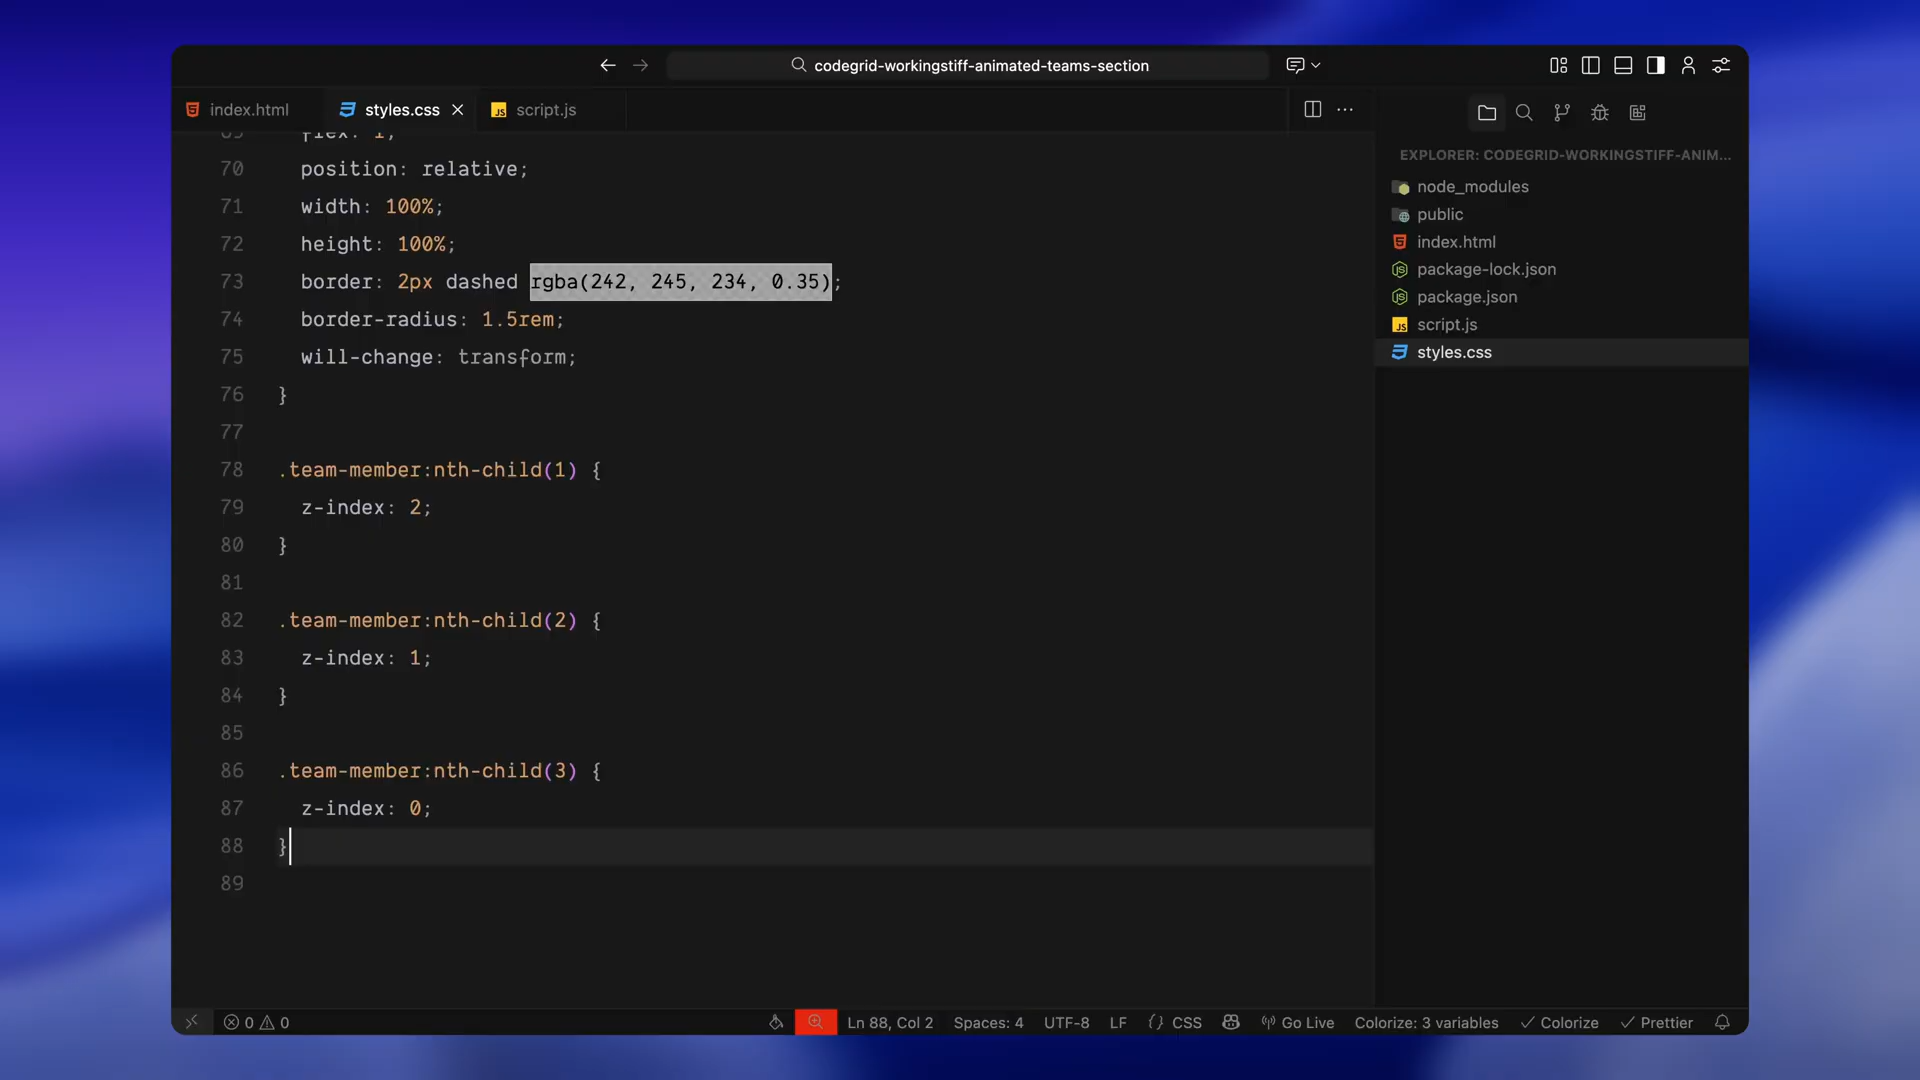 codegrid-workingstiff-animated-teams-section
index.html
styles.css
script.js
69 flex: 1;
70 position: relative;
71 width: 100%;
72 height: 100%;
73 border: 2px dashed rgba(242, 245, 234, 0.35);
74 border-radius: 1.5rem;
75 will-change: transform;
76 }
77
78 .team-member:nth-child(1) {
79 z-index: 2;
80 }
81
82 .team-member:nth-child(2) {
83 z-index: 1;
84 }
85
86 .team-member:nth-child(3) {
87 z-index: 0;
88 }
89
EXPLORER: CODEGRID-WORKINGSTIFF-ANIM...
node_modules
public
index.html
package-lock.json
package.json
script.js
styles.css
0 0 Ln 88, Col 2 Spaces: 4 UTF-8 LF {} CSS Go Live Colorize: 3 variables Colorize Prettier